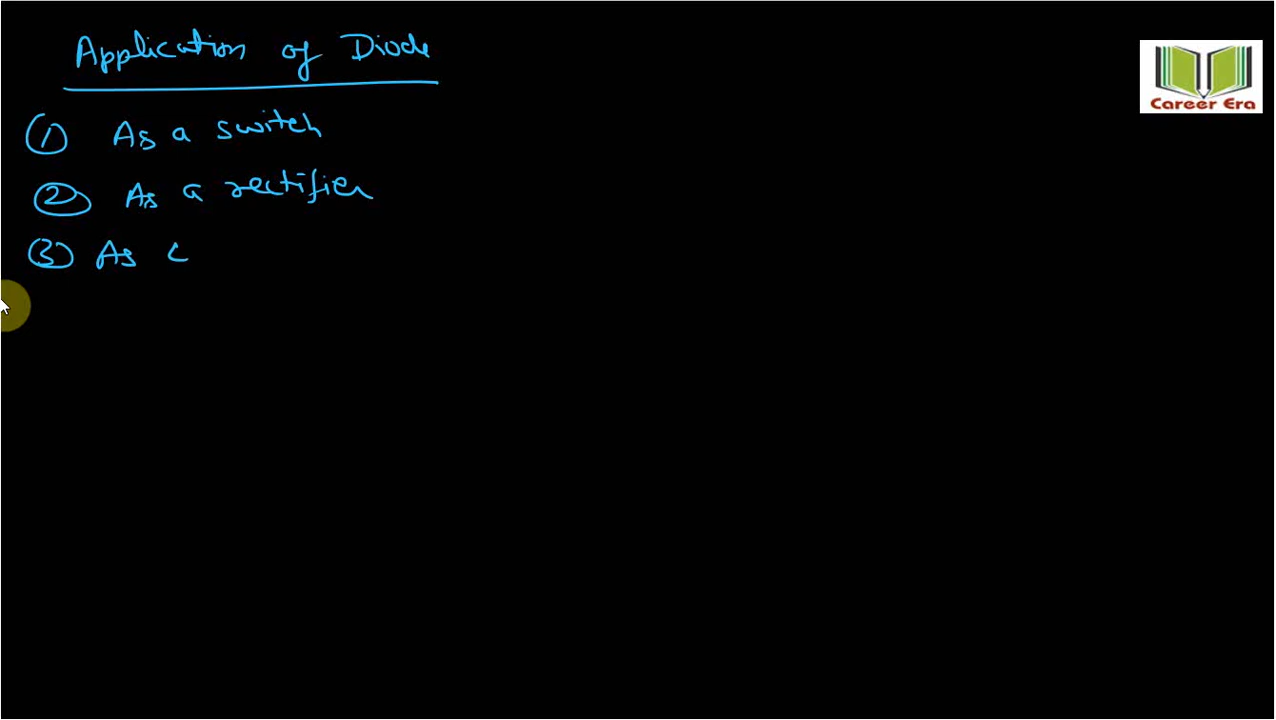 Application of Diode
① As a switch
② As a rectifier
③ As
Career Era